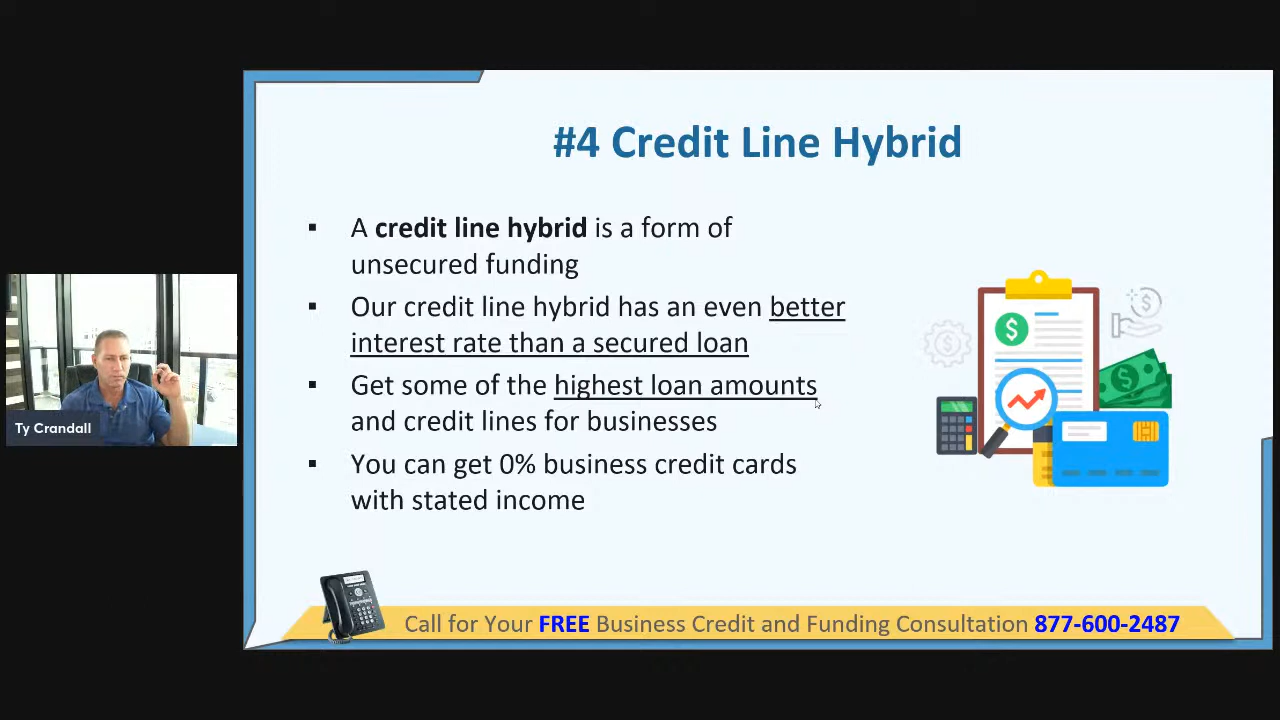 #4 Credit Line Hybrid
▪ A credit line hybrid is a form of
unsecured funding
▪ Our credit line hybrid has an even better
interest rate than a secured loan
▪ Get some of the highest loan amounts
and credit lines for businesses
▪ You can get 0% business credit cards
with stated income
Ty Crandall
Call for Your FREE Business Credit and Funding Consultation 877-600-2487